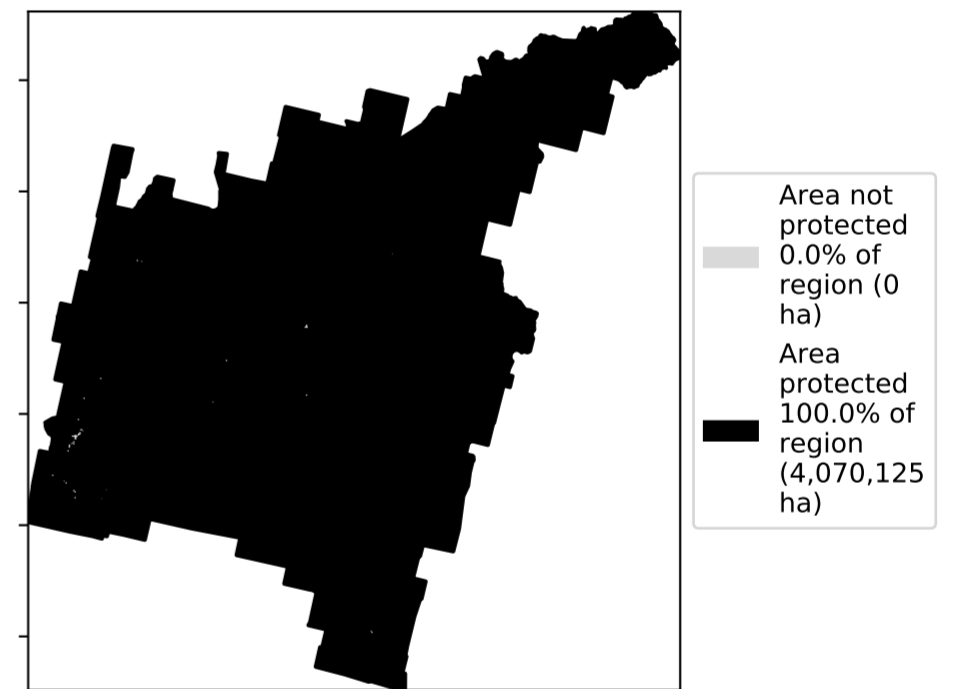 Area not
protected
0.0% of
region (0
ha)
Area
protected
100.0% of
region
(4,070,125
ha)